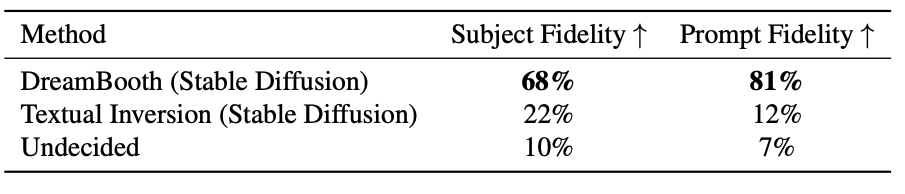 Method Subject Fidelity ↑ Prompt Fidelity ↑
DreamBooth (Stable Diffusion) 68% 81%
Textual Inversion (Stable Diffusion) 22% 12%
Undecided 10% 7%